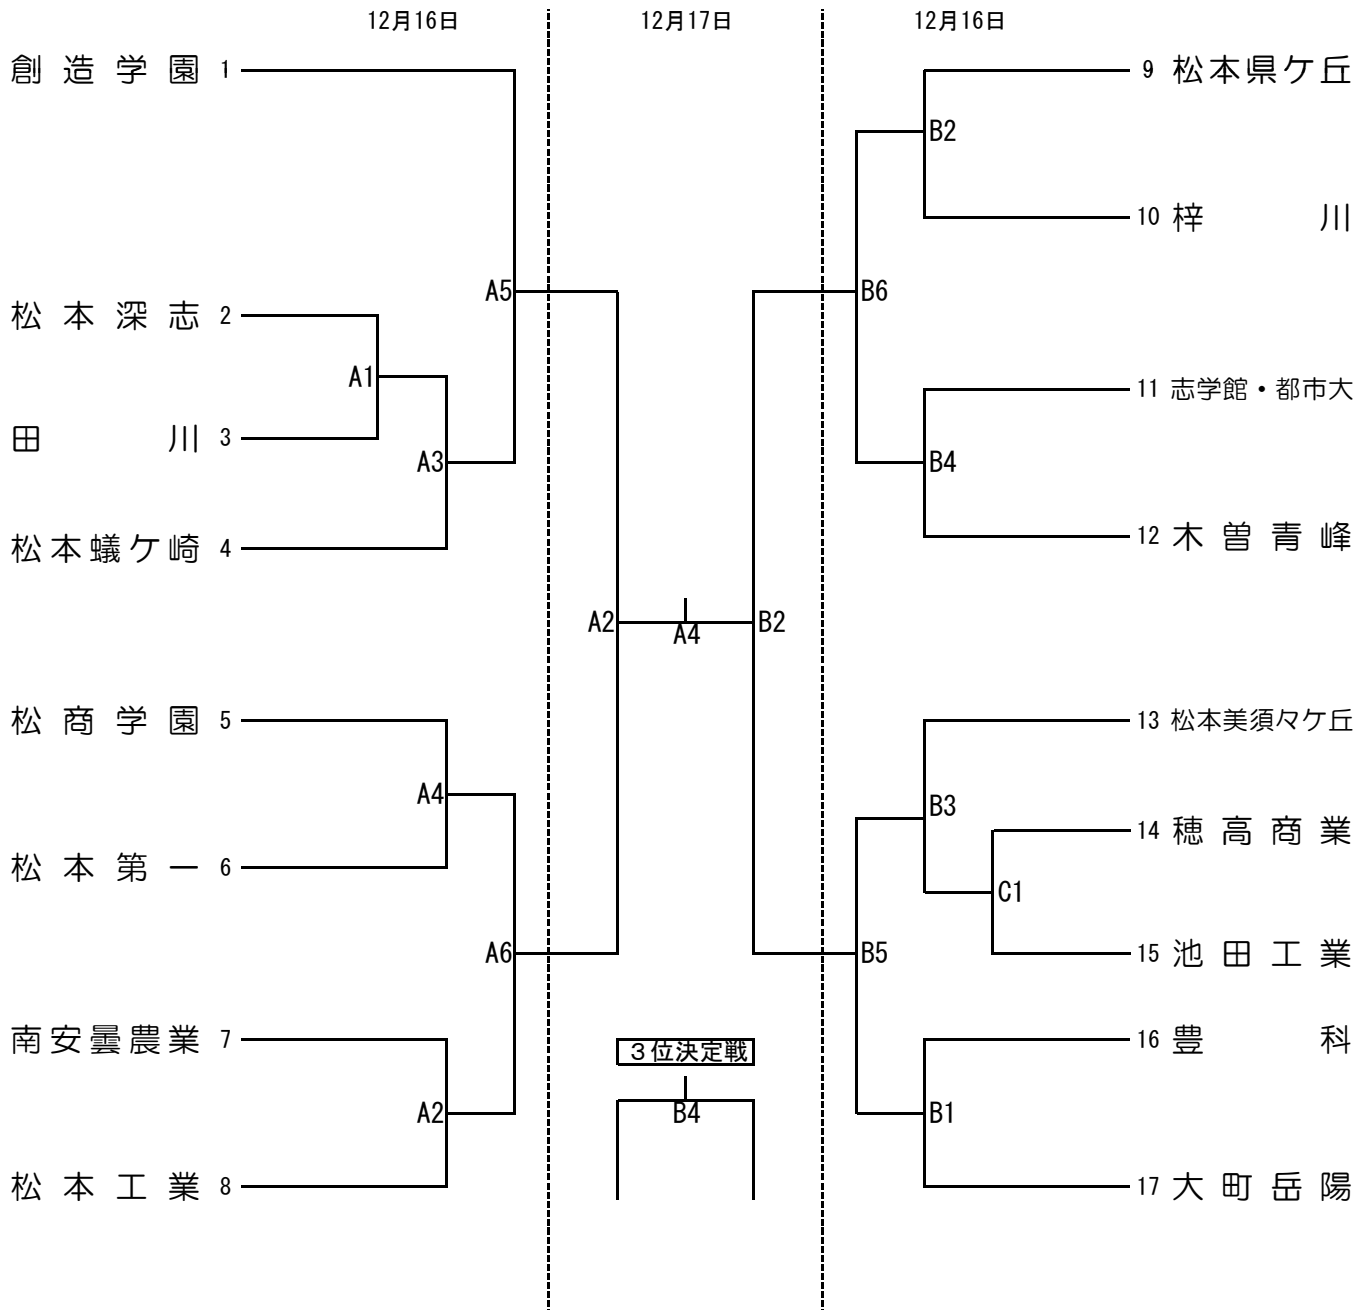 12月16日 12月17日 12月16日
創造学園 1
9 松本県ケ丘
B2
10 梓川
A5
B6
松本深志 2
A1
11 志学館・都市大
田川 3
A3
B4
松本蟻ケ崎 4
12 木曽青峰
A2 A4 B2
松商学園 5
13 松本美須々ケ丘
A4
B3
14 穂高商業
松本第一 6
C1
A6
B5
15 池田工業
南安曇農業 7
3位決定戦
16 豊科
A2
B4
B1
松本工業 8
17 大町岳陽